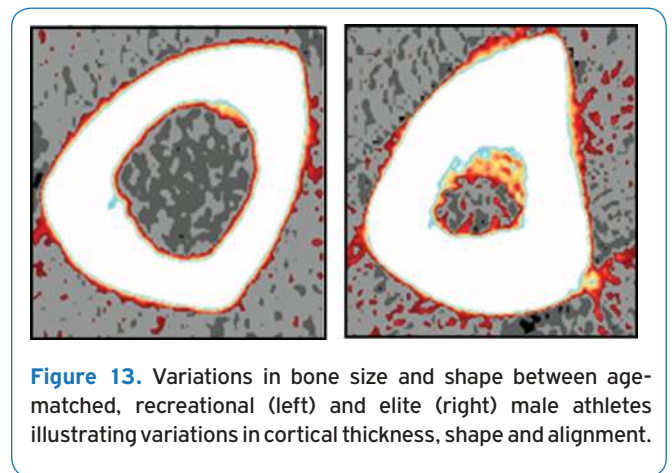 Figure 13. Variations in bone size and shape between age-
matched, recreational (left) and elite (right) male athletes
illustrating variations in cortical thickness, shape and alignment.